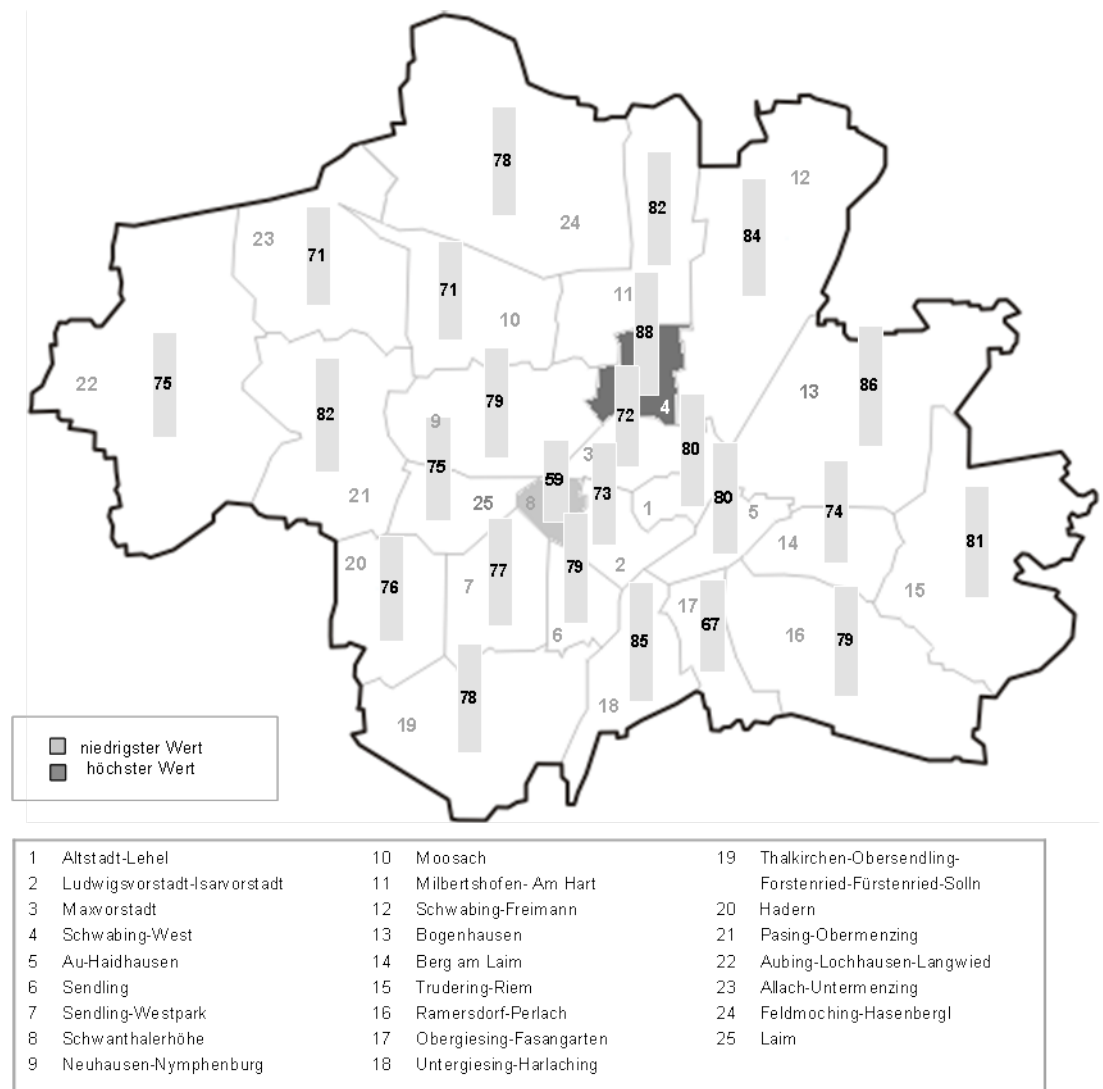 78
12
82
24
84
23
71
71
11
10
88
75
22
86
13
79
82
72
4
9
80
75
3
59
73
80
21
25
8
1
5
74
81
14
20
79
2
76
7
77
15
17
67
6
85
16
79
78
18
19
niedrigster Wert
höchster Wert
1 Altstadt-Lehel
2 Ludwigsvorstadt-Isarvorstadt
3 Maxvorstadt
4 Schwabing-West
5 Au-Haidhausen
6 Sendling
7 Sendling-Westpark
8 Schwanthalerhöhe
9 Neuhausen-Nymphenburg
10 Moosach
11 Milbertshofen- Am Hart
12 Schwabing-Freimann
13 Bogenhausen
14 Berg am Laim
15 Trudering-Riem
16 Ramersdorf-Perlach
17 Obergiesing-Fasangarten
18 Untergiesing-Harlaching
19 Thalkirchen-Obersendling-
Forstenried-Fürstenried-Solln
20 Hadern
21 Pasing-Obermenzing
22 Aubing-Lochhausen-Langwied
23 Allach-Untermenzing
24 Feldmoching-Hasenbergl
25 Laim